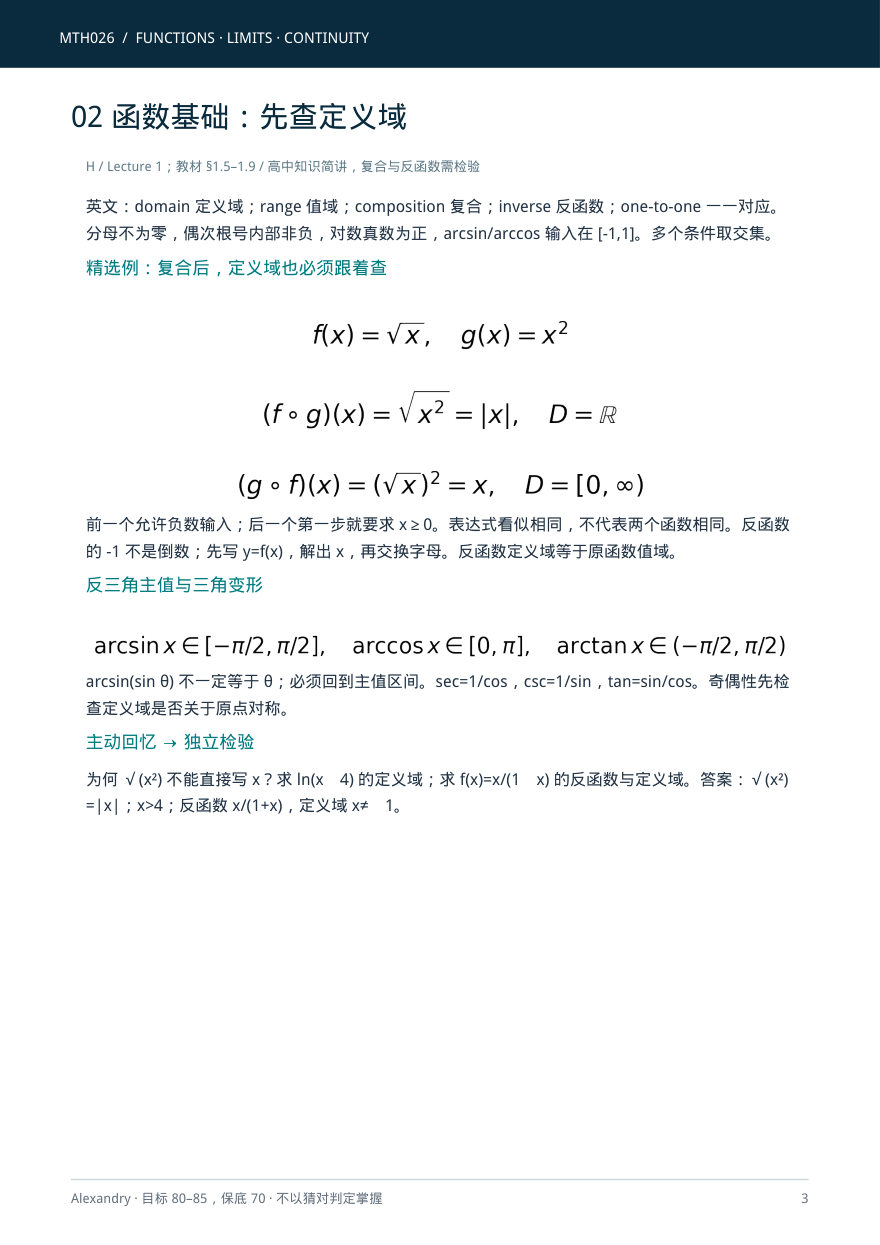 MTH026 / FUNCTIONS · LIMITS · CONTINUITY
02 函数基础：先查定义域
H / Lecture 1；教材 §1.5–1.9 / 高中知识简讲，复合与反函数需检验
英文：domain 定义域；range 值域；composition 复合；inverse 反函数；one-to-one 一一对应。
分母不为零，偶次根号内部非负，对数真数为正，arcsin/arccos 输入在 [-1,1]。多个条件取交集。
精选例：复合后，定义域也必须跟着查
f(x) = √x, g(x) = x²
(f ∘ g)(x) = √x² = |x|, D = ℝ
(g ∘ f)(x) = (√x)² = x, D = [0, ∞)
前一个允许负数输入；后一个第一步就要求 x ≥ 0。表达式看似相同，不代表两个函数相同。反函数
的 -1 不是倒数；先写 y=f(x)，解出 x，再交换字母。反函数定义域等于原函数值域。
反三角主值与三角变形
arcsin x ∈ [−π/2, π/2], arccos x ∈ [0, π], arctan x ∈ (−π/2, π/2)
arcsin(sin θ) 不一定等于 θ；必须回到主值区间。sec=1/cos，csc=1/sin，tan=sin/cos。奇偶性先检
查定义域是否关于原点对称。
主动回忆 → 独立检验
为何 √(x²) 不能直接写 x？求 ln(x 4) 的定义域；求 f(x)=x/(1 x) 的反函数与定义域。答案：√(x²)
=|x|；x>4；反函数 x/(1+x)，定义域 x≠ 1。
Alexandry · 目标 80–85，保底 70 · 不以猜对判定掌握
3